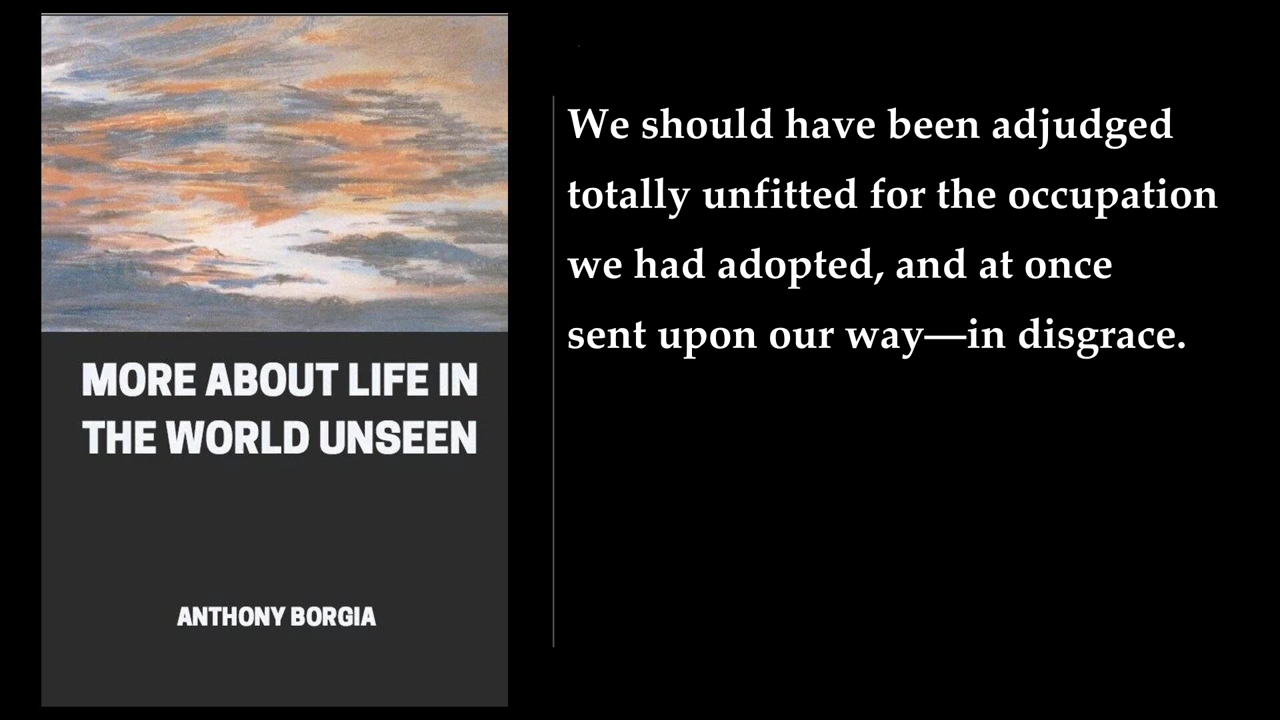 MORE ABOUT LIFE IN
THE WORLD UNSEEN
ANTHONY BORGIA
We should have been adjudged
totally unfitted for the occupation
we had adopted, and at once
sent upon our way—in disgrace.